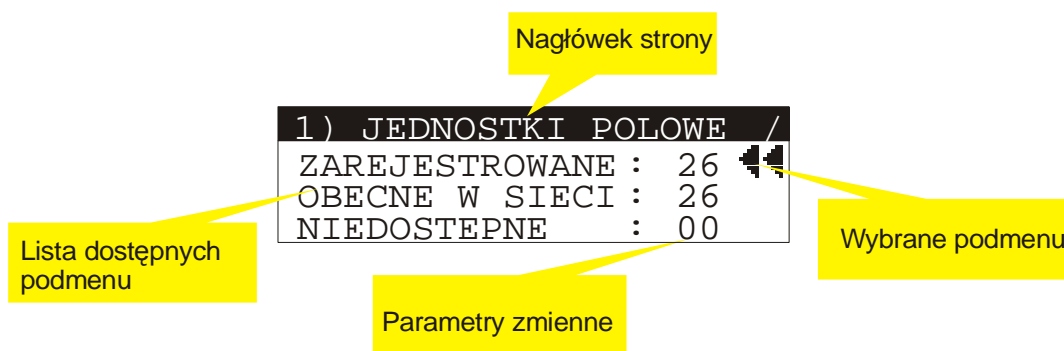 Nagłówek strony
1) JEDNOSTKI POLOWE /
ZAREJESTROWANE : 26
OBECNE W SIECI : 26
NIEDOSTEPNE : 00
Lista dostępnych
podmenu
Wybrane podmenu
Parametry zmienne